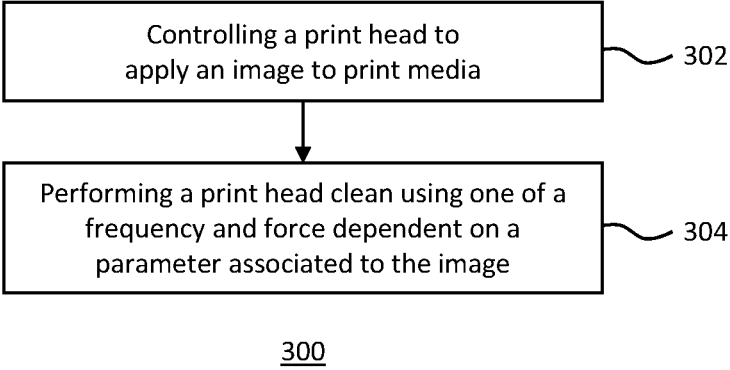 Controlling a print head to
apply an image to print media
302
Performing a print head clean using one of a
frequency and force dependent on a
parameter associated to the image
304
300